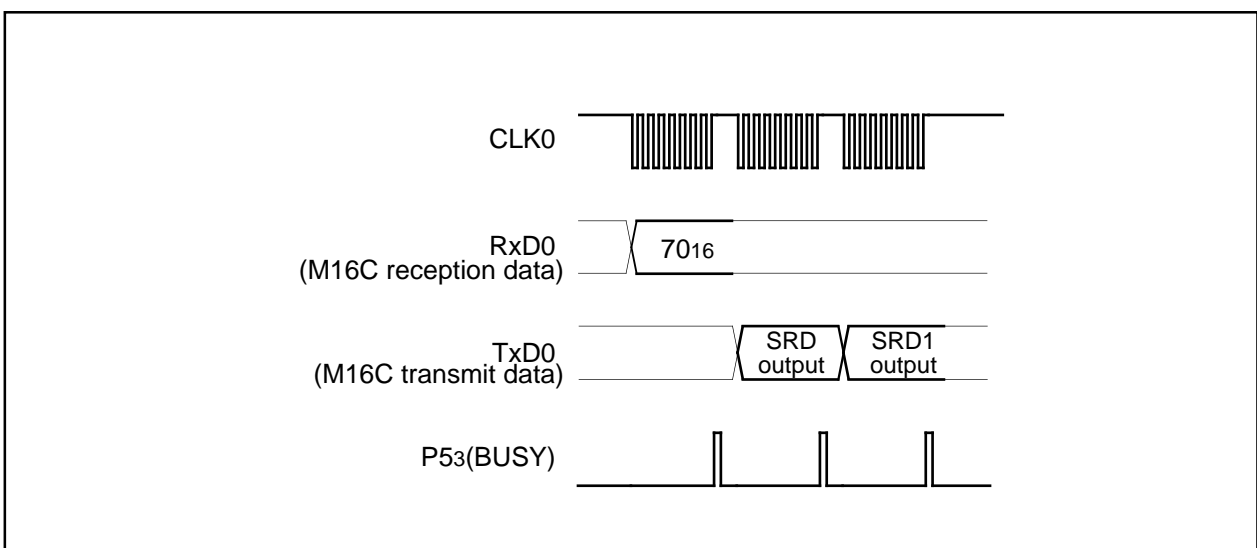 CLK0
RxD0
(M16C reception data)
7016
TxD0
(M16C transmit data)
SRD
output
SRD1
output
P53(BUSY)